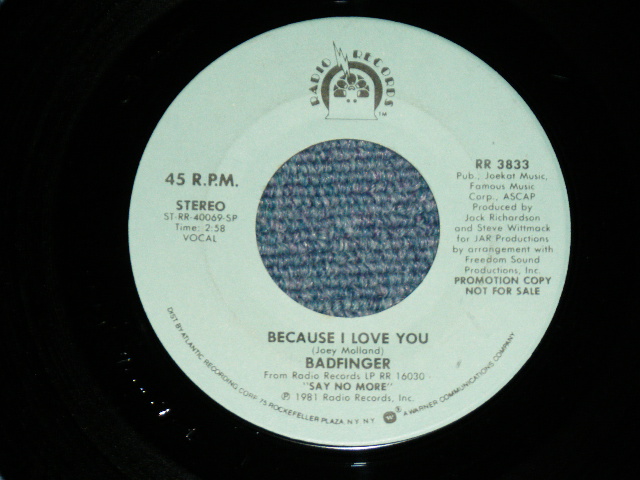 RADIO RECORDS
TM
45 R.P.M.
STEREO
ST-RR-40069-SP
Time: 2:58
VOCAL
RR 3833
Pub., Joekat Music,
Famous Music
Corp., ASCAP
Produced by
Jack Richardson
and Steve Wittmack
for JAR Productions
by arrangement with
Freedom Sound
Productions, Inc.
PROMOTION COPY
NOT FOR SALE
BECAUSE I LOVE YOU
(Joey Molland)
BADFINGER
From Radio Records LP RR 16030 -
"SAY NO MORE"
℗ 1981 Radio Records, Inc.
DIST BY ATLANTIC RECORDING CORP. 75 ROCKEFELLER PLAZA, N.Y. N.Y. W ® A WARNER COMMUNICATIONS COMPANY